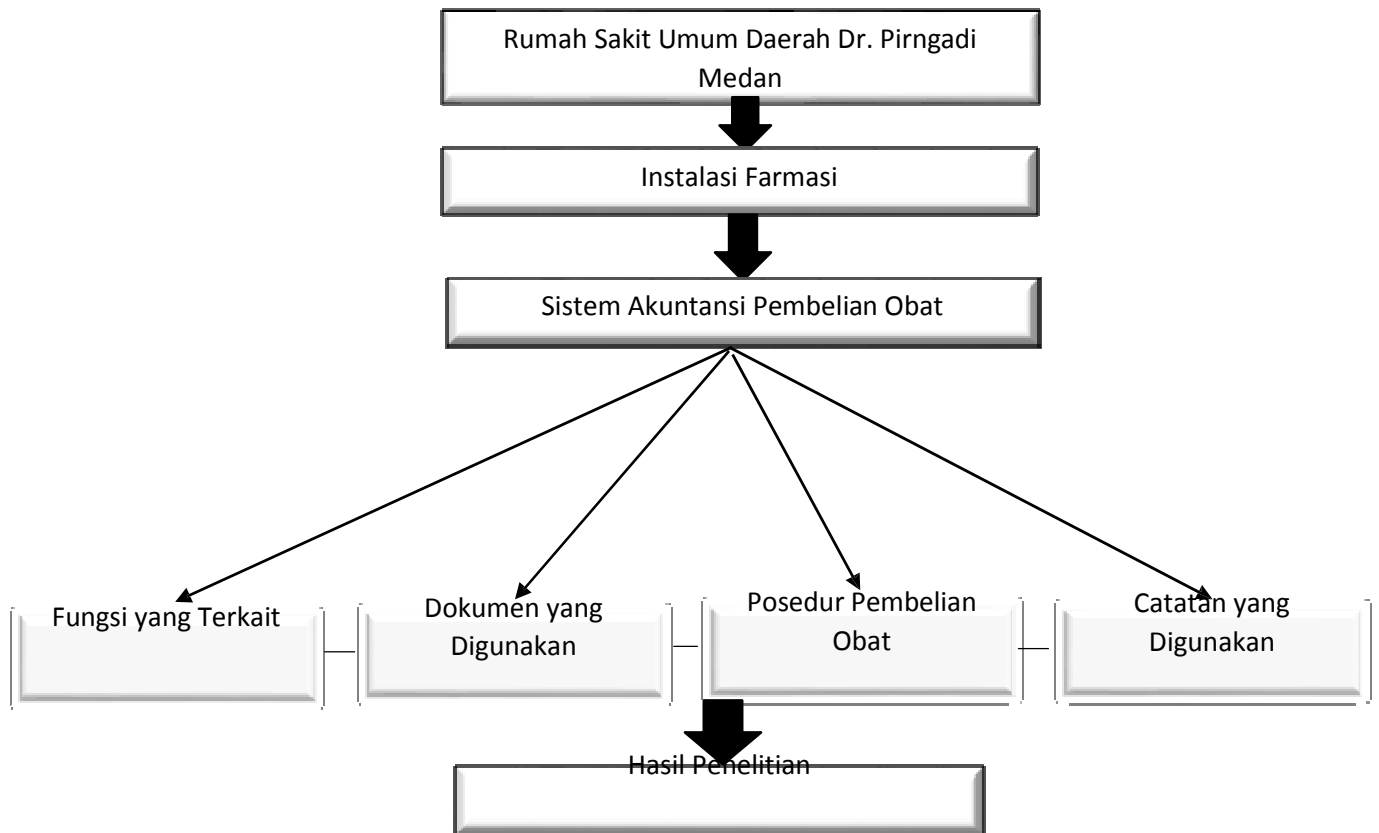 Rumah Sakit Umum Daerah Dr. Pirngadi
Medan
Instalasi Farmasi
Sistem Akuntansi Pembelian Obat
Fungsi yang Terkait
Dokumen yang
Digunakan
Posedur Pembelian
Obat
Catatan yang
Digunakan
Hasil Penelitian